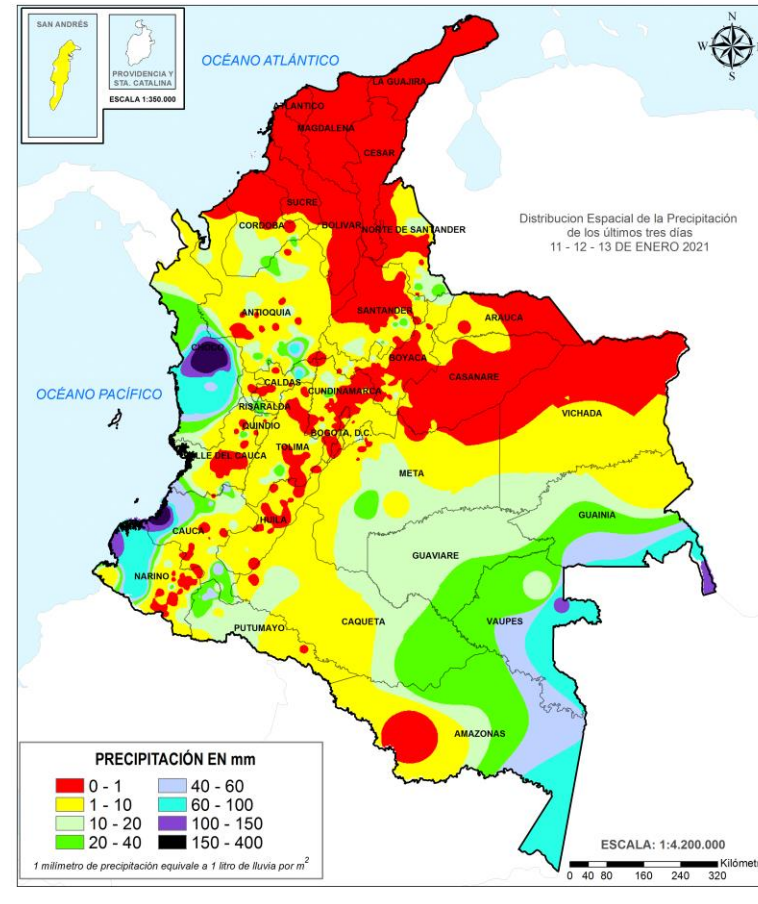 SAN ANDRÉS
PROVIDENCIA Y
STA. CATALINA
ESCALA 1:350.000
OCÉANO ATLÁNTICO
N
W
S
LA GUAJIRA
ATLANTICO
MAGDALENA
CESAR
SUCRE
CORDOBA
BOLIVAR
NORTE DE SANTANDER
Distribucion Espacial de la Precipitación
de los últimos tres días
11 - 12 - 13 DE ENERO 2021
ANTIOQUIA
SANTANDER
ARAUCA
CHOCO
BOYACA
CASANARE
OCÉANO PACÍFICO
CALDAS
CUNDINAMARCA
RISARALDA
VICHADA
QUINDIO
BOGOTA, D.C.
TOLIMA
VALLE DEL CAUCA
META
GUAINIA
HUILA
CAUCA
GUAVIARE
NARINO
PUTUMAYO
CAQUETA
VAUPES
AMAZONAS
PRECIPITACIÓN EN mm
0 - 1
40 - 60
1 - 10
60 - 100
10 - 20
100 - 150
20 - 40
150 - 400
1 milímetro de precipitación equivale a 1 litro de lluvia por m2
ESCALA: 1:4.200.000
Kilómet
0 40 80 160 240 320